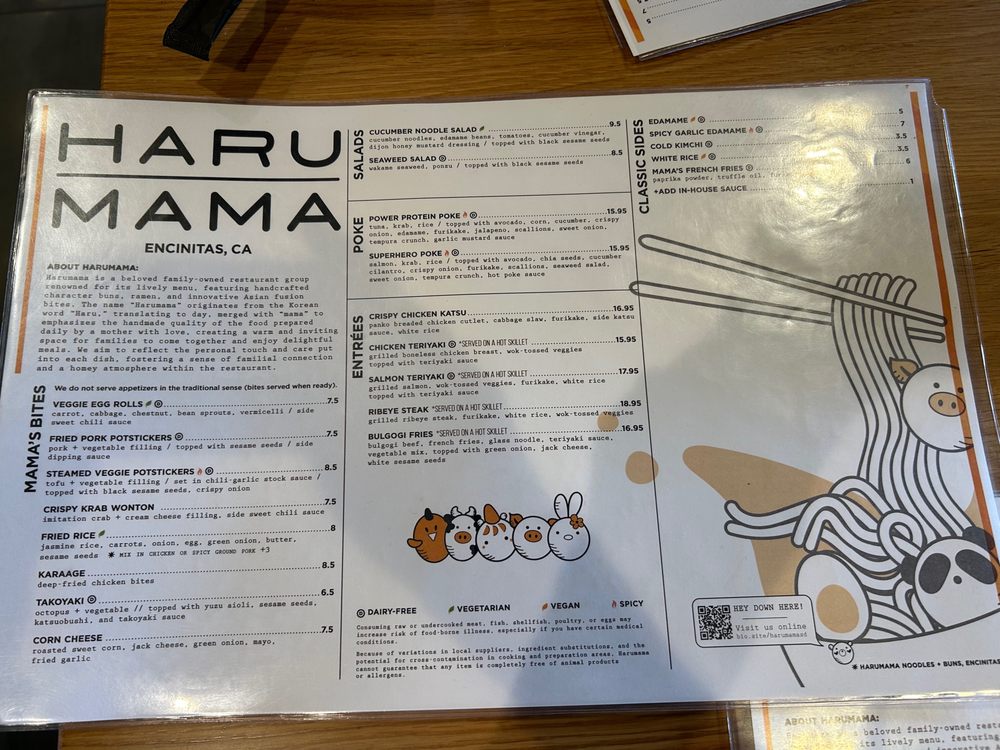 HARU
MAMA
ENCINITAS, CA
ABOUT HARUMAMA:
Harumama is a beloved family-owned restaurant group
renowned for its lively menu, featuring handcrafted
character buns, ramen, and innovative Asian fusion
bites. The name "Harumama" originates from the Korean
word "Haru," translating to day, merged with "mama" to
emphasizes the handmade quality of the food prepared
daily by a mother with love, creating a warm and inviting
space for families to come together and enjoy delightful
meals. We aim to reflect the personal touch and care put
into each dish, fostering a sense of familial connection
and a homey atmosphere within the restaurant.
MAMA'S BITES
We do not serve appetizers in the traditional sense (bites served when ready).
VEGGIE EGG ROLLS 7.5
carrot, cabbage, chestnut, bean sprouts, vermicelli / side
sweet chili sauce
FRIED PORK POTSTICKERS 7.5
pork + vegetable filling / topped with sesame seeds / side
dipping sauce
STEAMED VEGGIE POTSTICKERS 8.5
tofu + vegetable filling / set in chili-garlic stock sauce /
topped with black sesame seeds, crispy onion
CRISPY KRAB WONTON 7.5
imitation crab + cream cheese filling, side sweet chili sauce
FRIED RICE 8
jasmine rice, carrots, onion, egg, green onion, butter,
sesame seeds * MIX IN CHICKEN OR SPICY GROUND PORK +3
KARAAGE 8.5
deep-fried chicken bites
TAKOYAKI 6.5
octopus + vegetable // topped with yuzu aioli, sesame seeds,
katsuobushi, and takoyaki sauce
CORN CHEESE 7.5
roasted sweet corn, jack cheese, green onion, mayo,
fried garlic
SALADS
CUCUMBER NOODLE SALAD 9.5
cucumber noodles, edamame beans, tomatoes, cucumber vinegar,
dijon honey mustard dressing / topped with black sesame seeds
SEAWEED SALAD 8.5
wakame seaweed, ponzu / topped with black sesame seeds
POKE
POWER PROTEIN POKE 15.95
tuna, krab, rice / topped with avocado, corn, cucumber, crispy
onion, edamame, furikake, jalapeno, scallions, sweet onion,
tempura crunch, garlic mustard sauce
SUPERHERO POKE 15.95
salmon, krab, rice / topped with avocado, chia seeds, cucumber
cilantro, crispy onion, furikake, scallions, seaweed salad,
sweet onion, tempura crunch, hot poke sauce
ENTRÉES
CRISPY CHICKEN KATSU 16.95
panko breaded chicken cutlet, cabbage slaw, furikake, side katsu
sauce, white rice
CHICKEN TERIYAKI *SERVED ON A HOT SKILLET 15.95
grilled boneless chicken breast, wok-tossed veggies
topped with teriyaki sauce
SALMON TERIYAKI *SERVED ON A HOT SKILLET 17.95
grilled salmon, wok-tossed veggies, furikake, white rice
topped with teriyaki sauce
RIBEYE STEAK *SERVED ON A HOT SKILLET 18.95
grilled ribeye steak, furikake, white rice, wok-tossed veggies
BULGOGI FRIES *SERVED ON A HOT SKILLET 16.95
bulgogi beef, french fries, glass noodle, teriyaki sauce,
vegetable mix, topped with green onion, jack cheese,
white sesame seeds
DAIRY-FREE VEGETARIAN VEGAN SPICY
Consuming raw or undercooked meat, fish, shellfish, poultry, or eggs may
increase risk of food-borne illness, especially if you have certain medical
conditions.
Because of variations in local suppliers, ingredient substitutions, and the
potential for cross-contamination in cooking and preparation areas, Harumama
cannot guarantee that any item is completely free of animal products
or allergens.
CLASSIC SIDES
EDAMAME 5
SPICY GARLIC EDAMAME 7
COLD KIMCHI 3.5
WHITE RICE 3.5
MAMA'S FRENCH FRIES 6
paprika powder, truffle oil,
+ADD IN-HOUSE SAUCE 1
HEY DOWN HERE!
Visit us online
bio.site/harumamasd
* HARUMAMA NOODLES + BUNS, ENCINITAS
ABOUT HARUMAMA:
a beloved family-owned resta
its lively menu, featuring